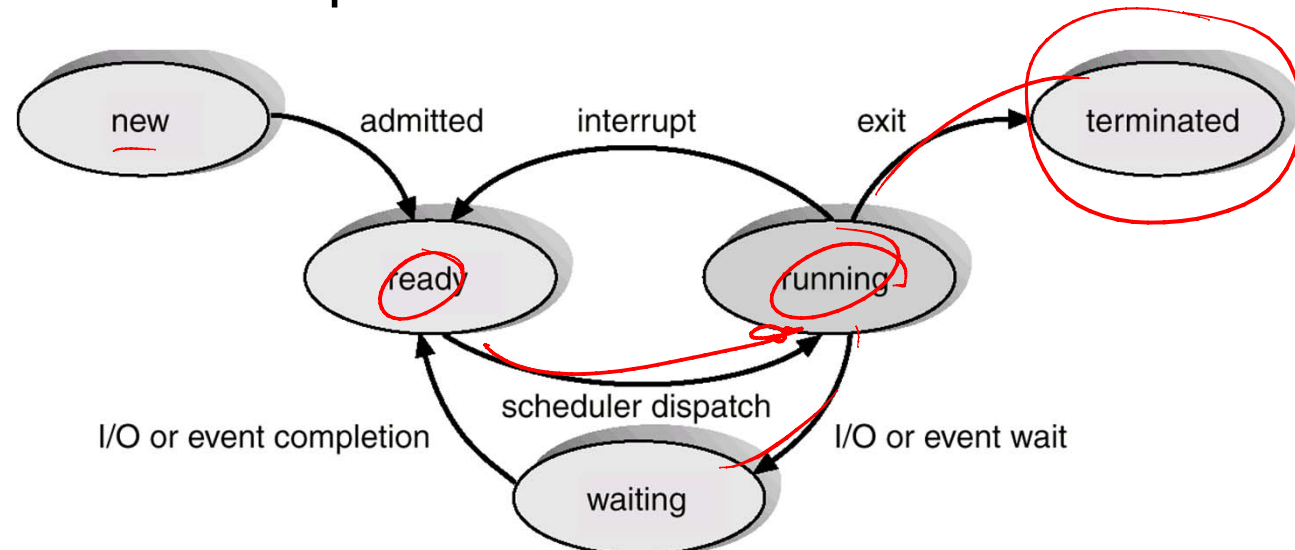 new
admitted
interrupt
exit
terminated
ready
running
scheduler dispatch
I/O or event completion
I/O or event wait
waiting